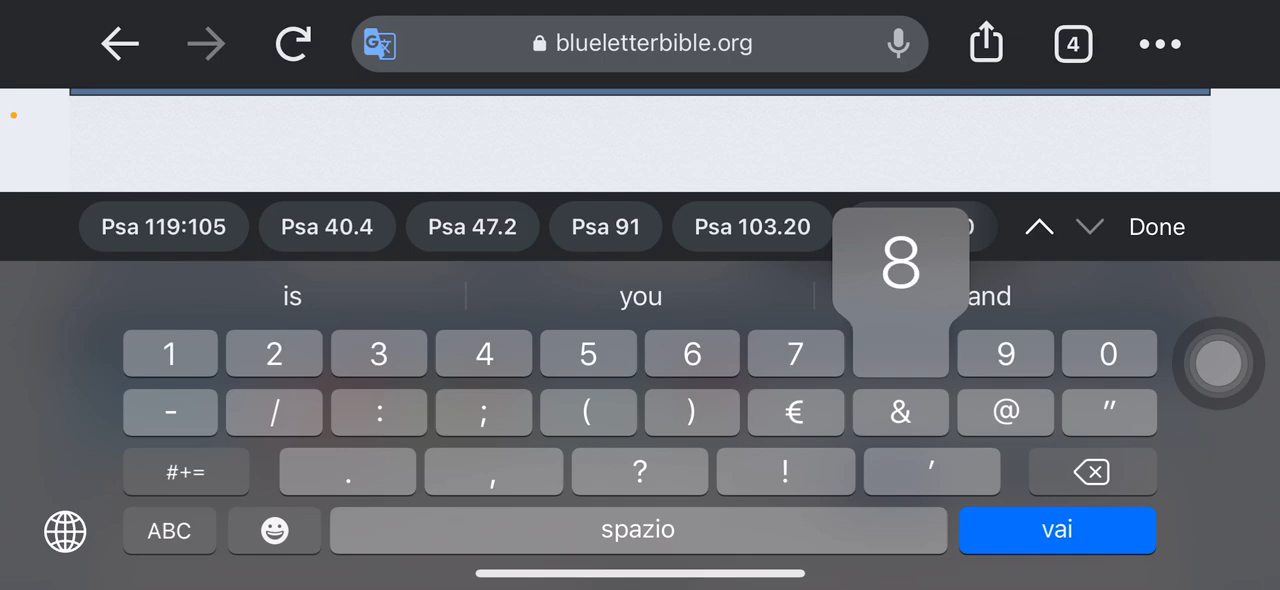 blueletterbible.org 4
Psa 119:105 Psa 40.4 Psa 47.2 Psa 91 Psa 103.20 Done
8
is you and
1 2 3 4 5 6 7 9 0
- / : ; ( ) € & @ "
#+= . , ? ! '
ABC spazio vai